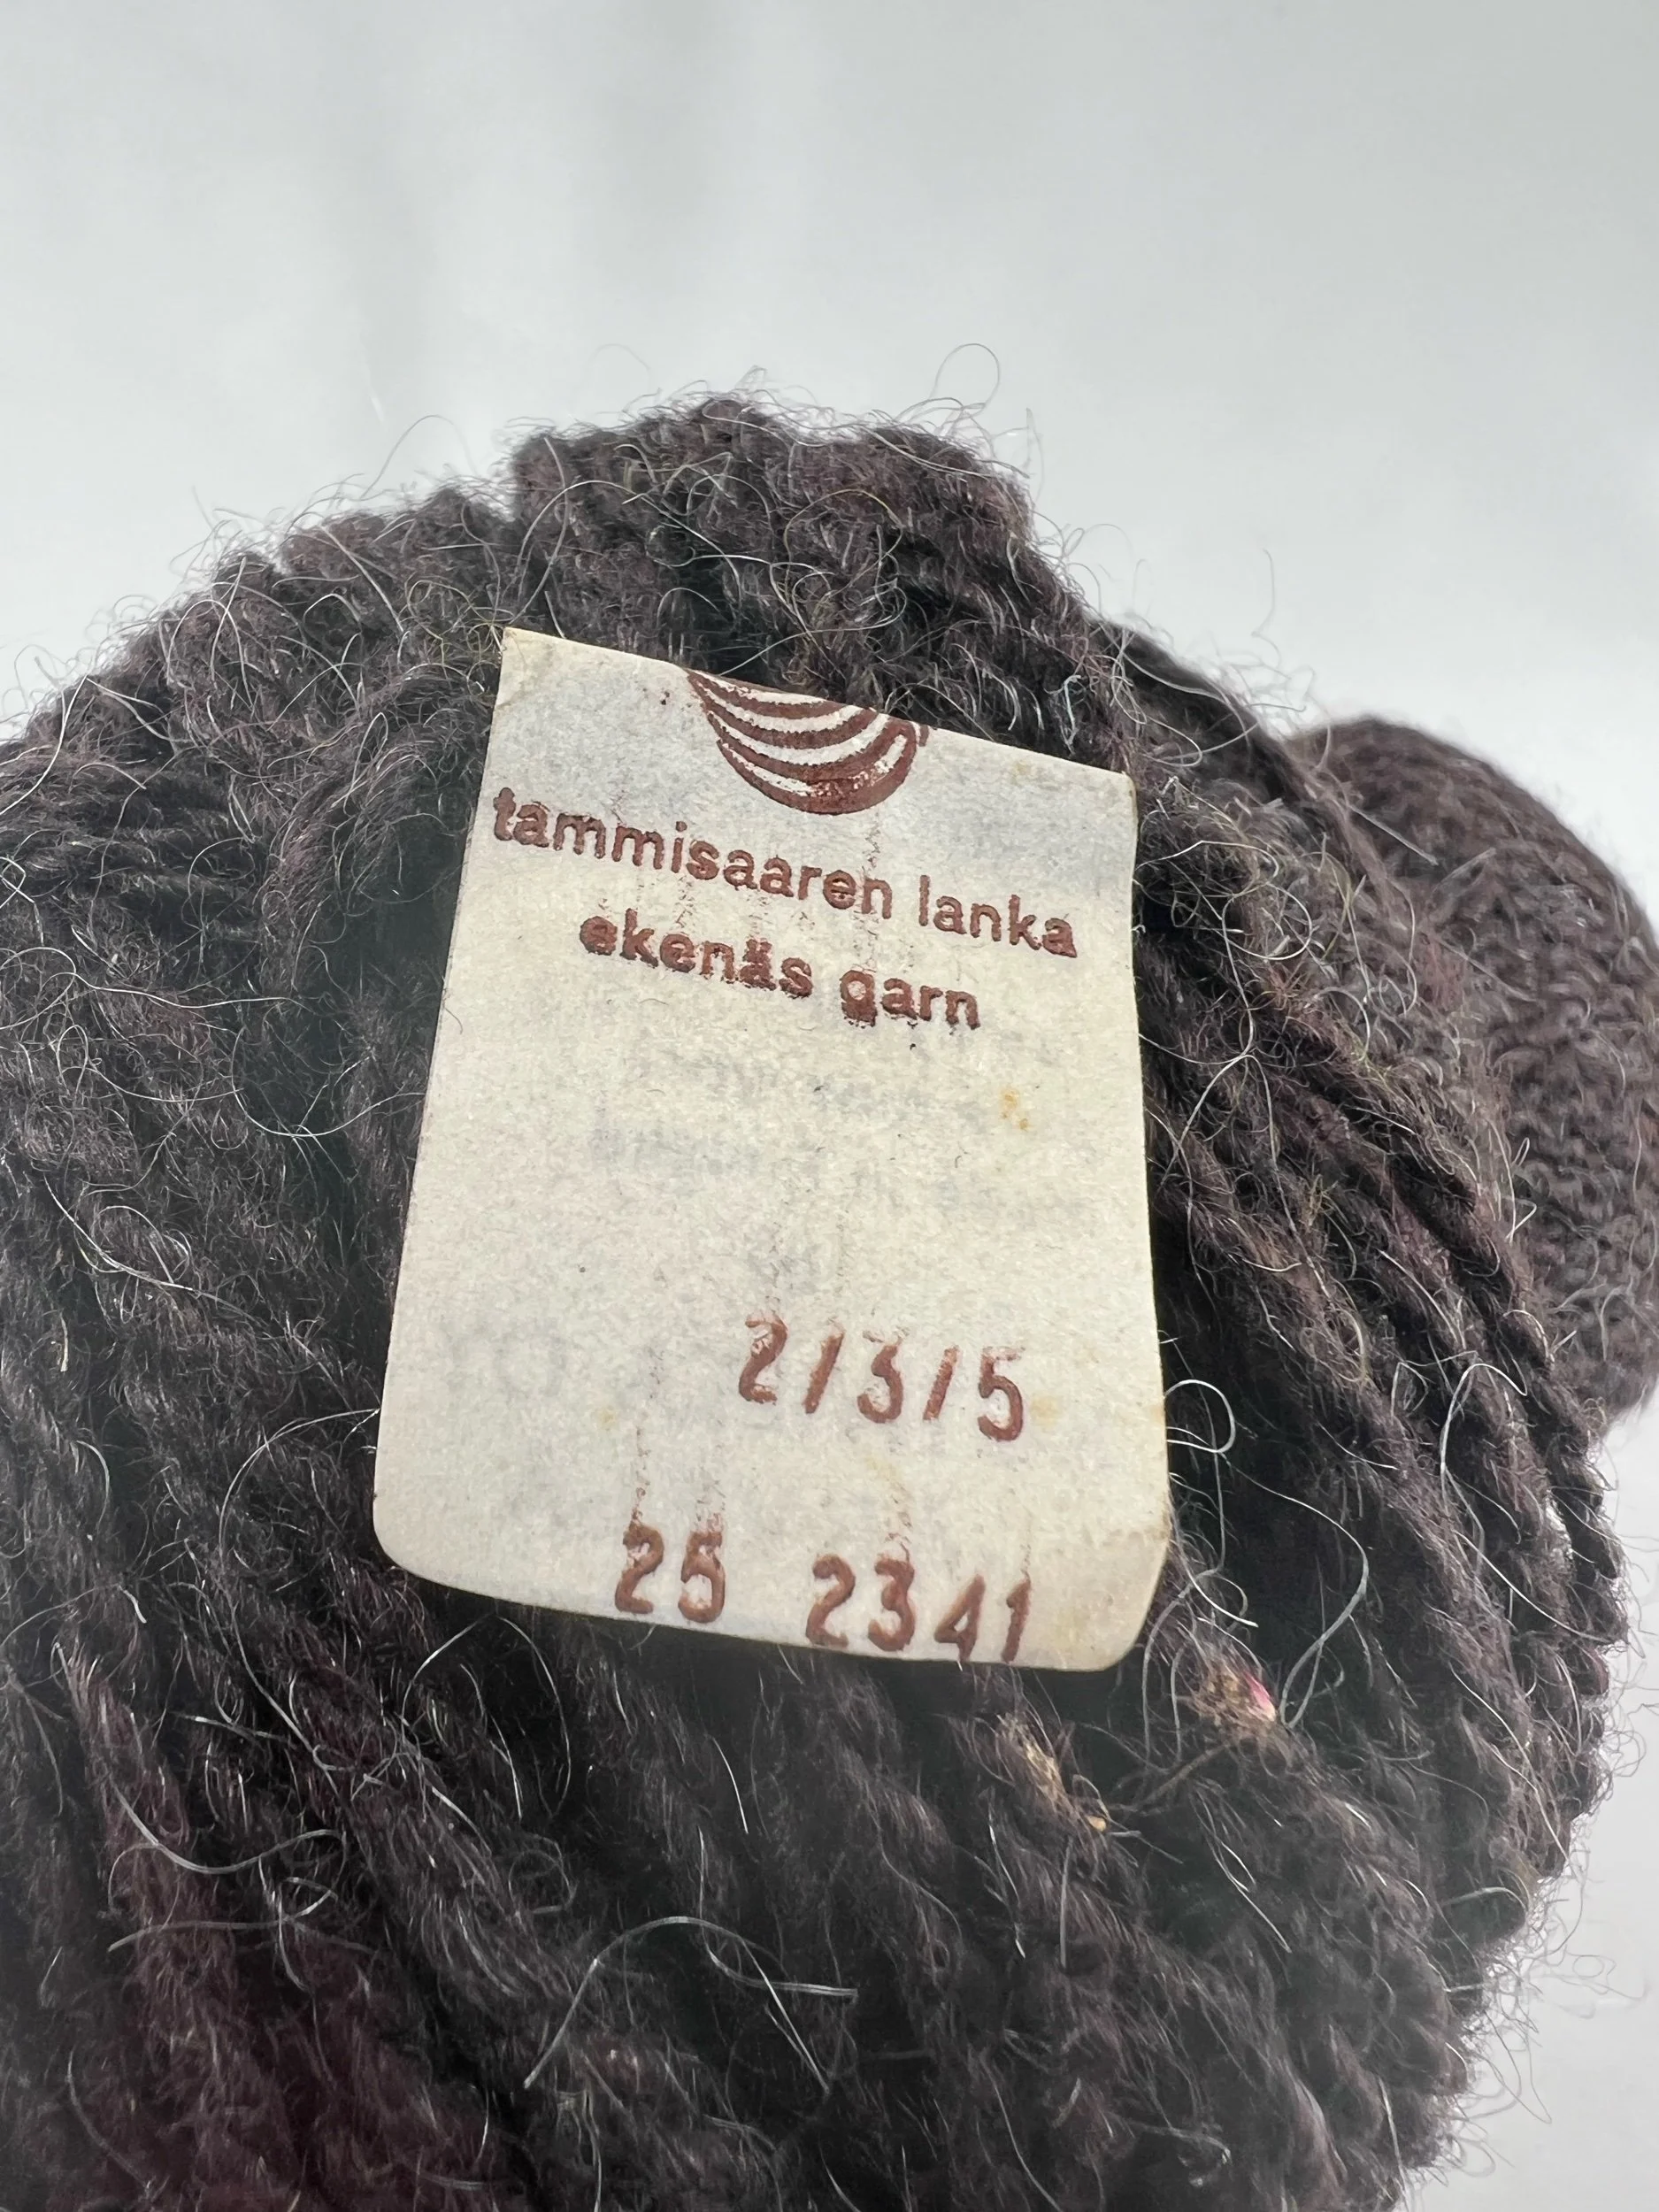 tammisaaren lanka
ekenäs garn
2/3/5
25 2341